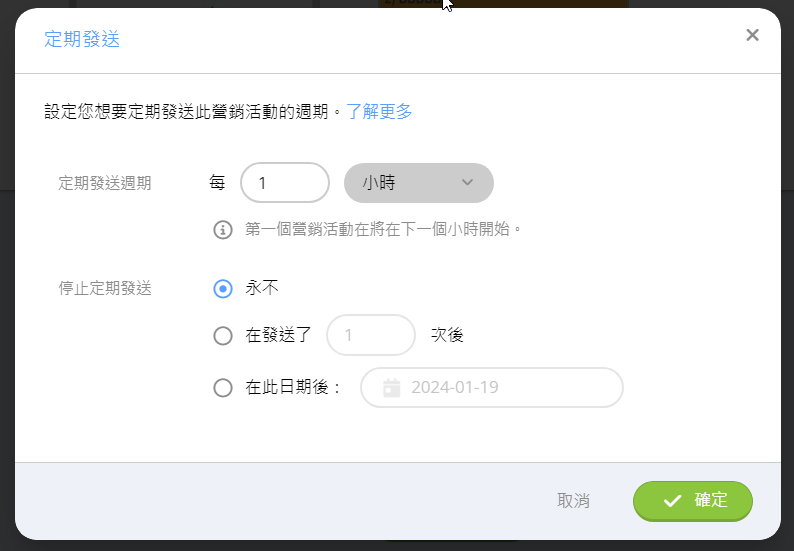 定期發送
設定您想要定期發送此營銷活動的週期。了解更多
定期發送週期 每 1 小時
第一個營銷活動在將在下一個小時開始。
停止定期發送 永不
在發送了 1 次後
在此日期後： 2024-01-19
取消 確定